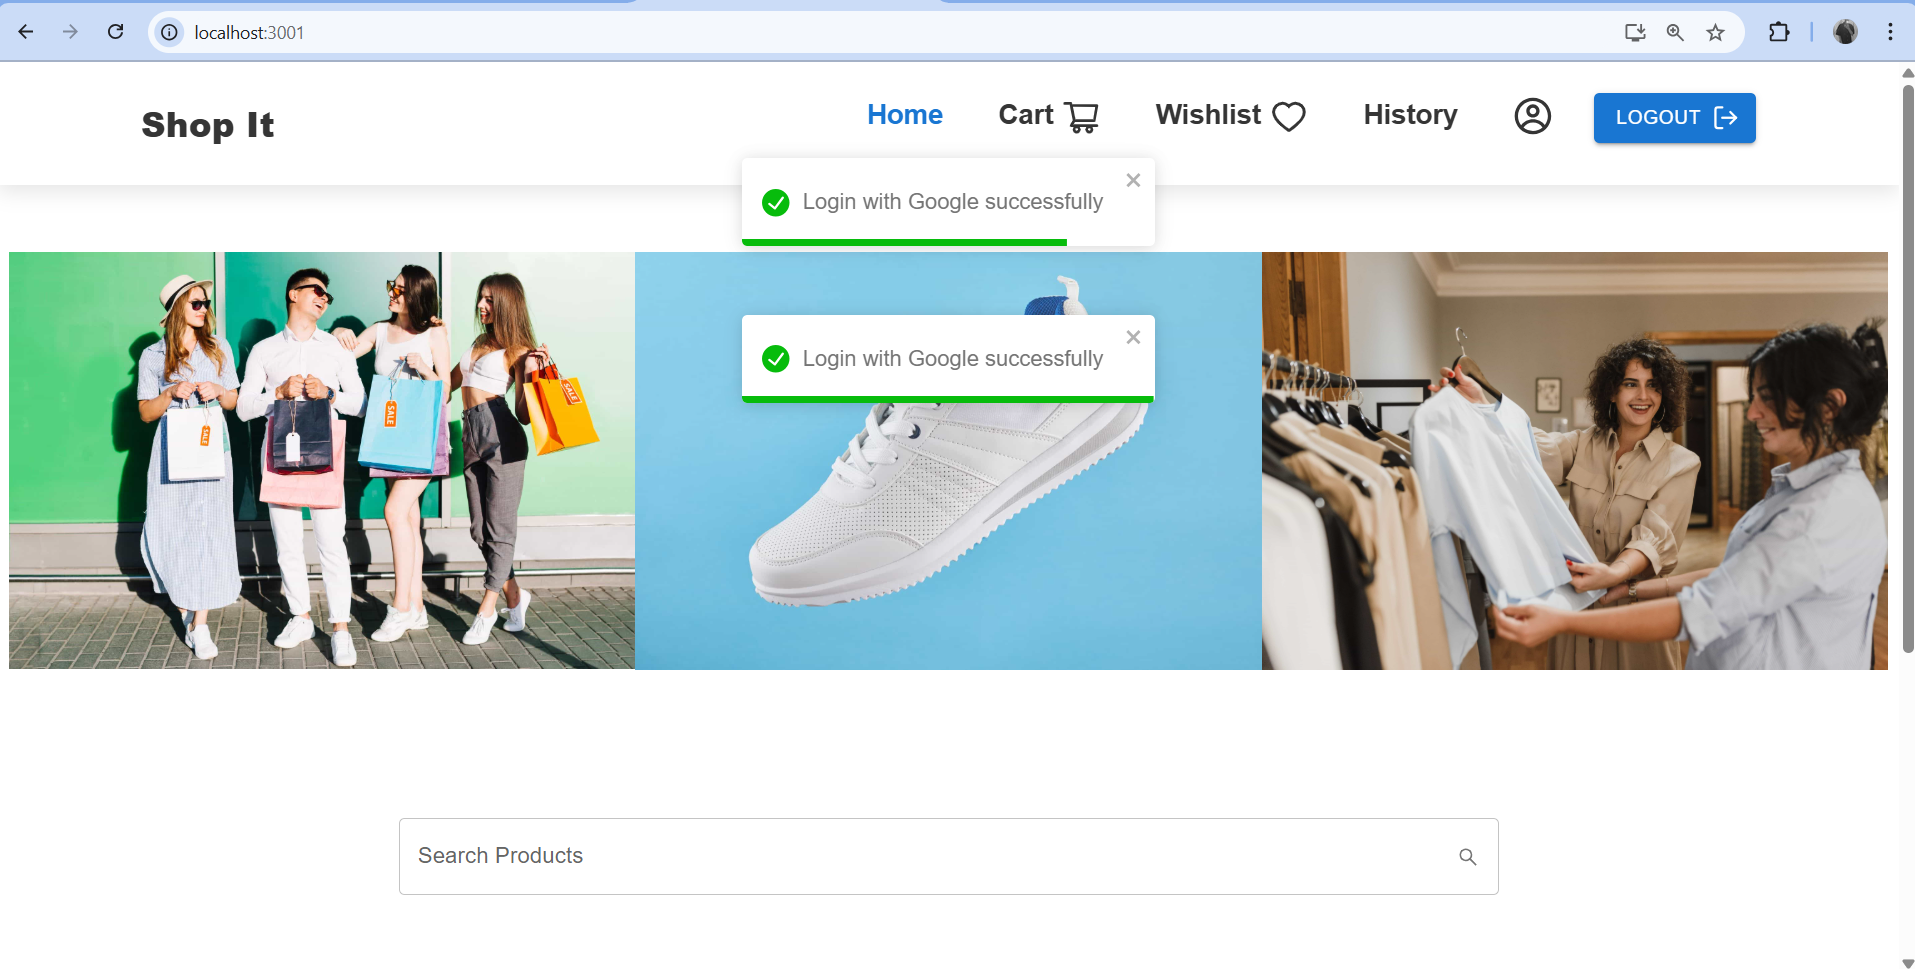 localhost:3001
Shop It
Home
Cart
Wishlist
History
LOGOUT
Login with Google successfully
Login with Google successfully
SALE
SALE
SALE
Search Products